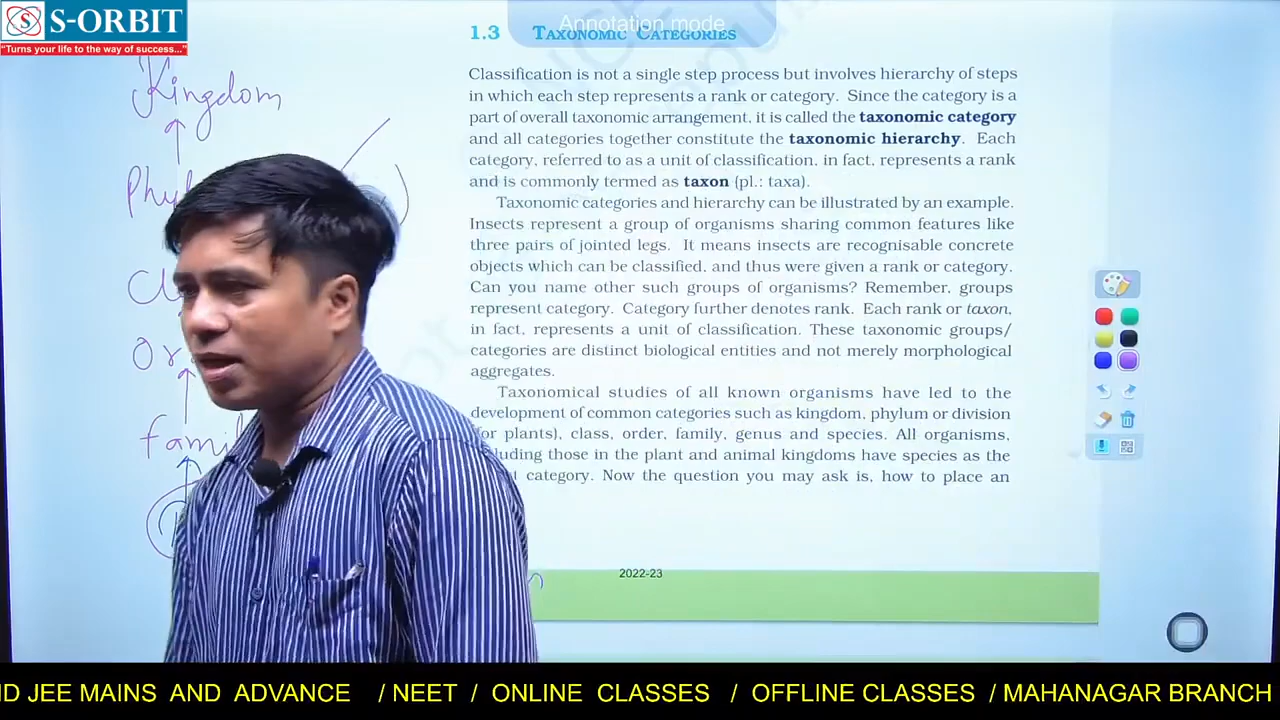 S-ORBIT
"Turns your life to the way of success..."
Annotation mode
1.3 TAXONOMIC CATEGORIES
Kingdom
Classification is not a single step process but involves hierarchy of steps
in which each step represents a rank or category. Since the category is a
part of overall taxonomic arrangement, it is called the taxonomic category
and all categories together constitute the taxonomic hierarchy. Each
category, referred to as a unit of classification, in fact, represents a rank
and is commonly termed as taxon (pl.: taxa).
Taxonomic categories and hierarchy can be illustrated by an example.
Insects represent a group of organisms sharing common features like
three pairs of jointed legs. It means insects are recognisable concrete
objects which can be classified, and thus were given a rank or category.
Can you name other such groups of organisms? Remember, groups
represent category. Category further denotes rank. Each rank or taxon,
in fact, represents a unit of classification. These taxonomic groups/
categories are distinct biological entities and not merely morphological
aggregates.
Taxonomical studies of all known organisms have led to the
development of common categories such as kingdom, phylum or division
for plants), class, order, family, genus and species. All organisms,
including those in the plant and animal kingdoms have species as the
category. Now the question you may ask is, how to place an
2022-23
JEE MAINS AND ADVANCE / NEET / ONLINE CLASSES / OFFLINE CLASSES / MAHANAGAR BRANCH